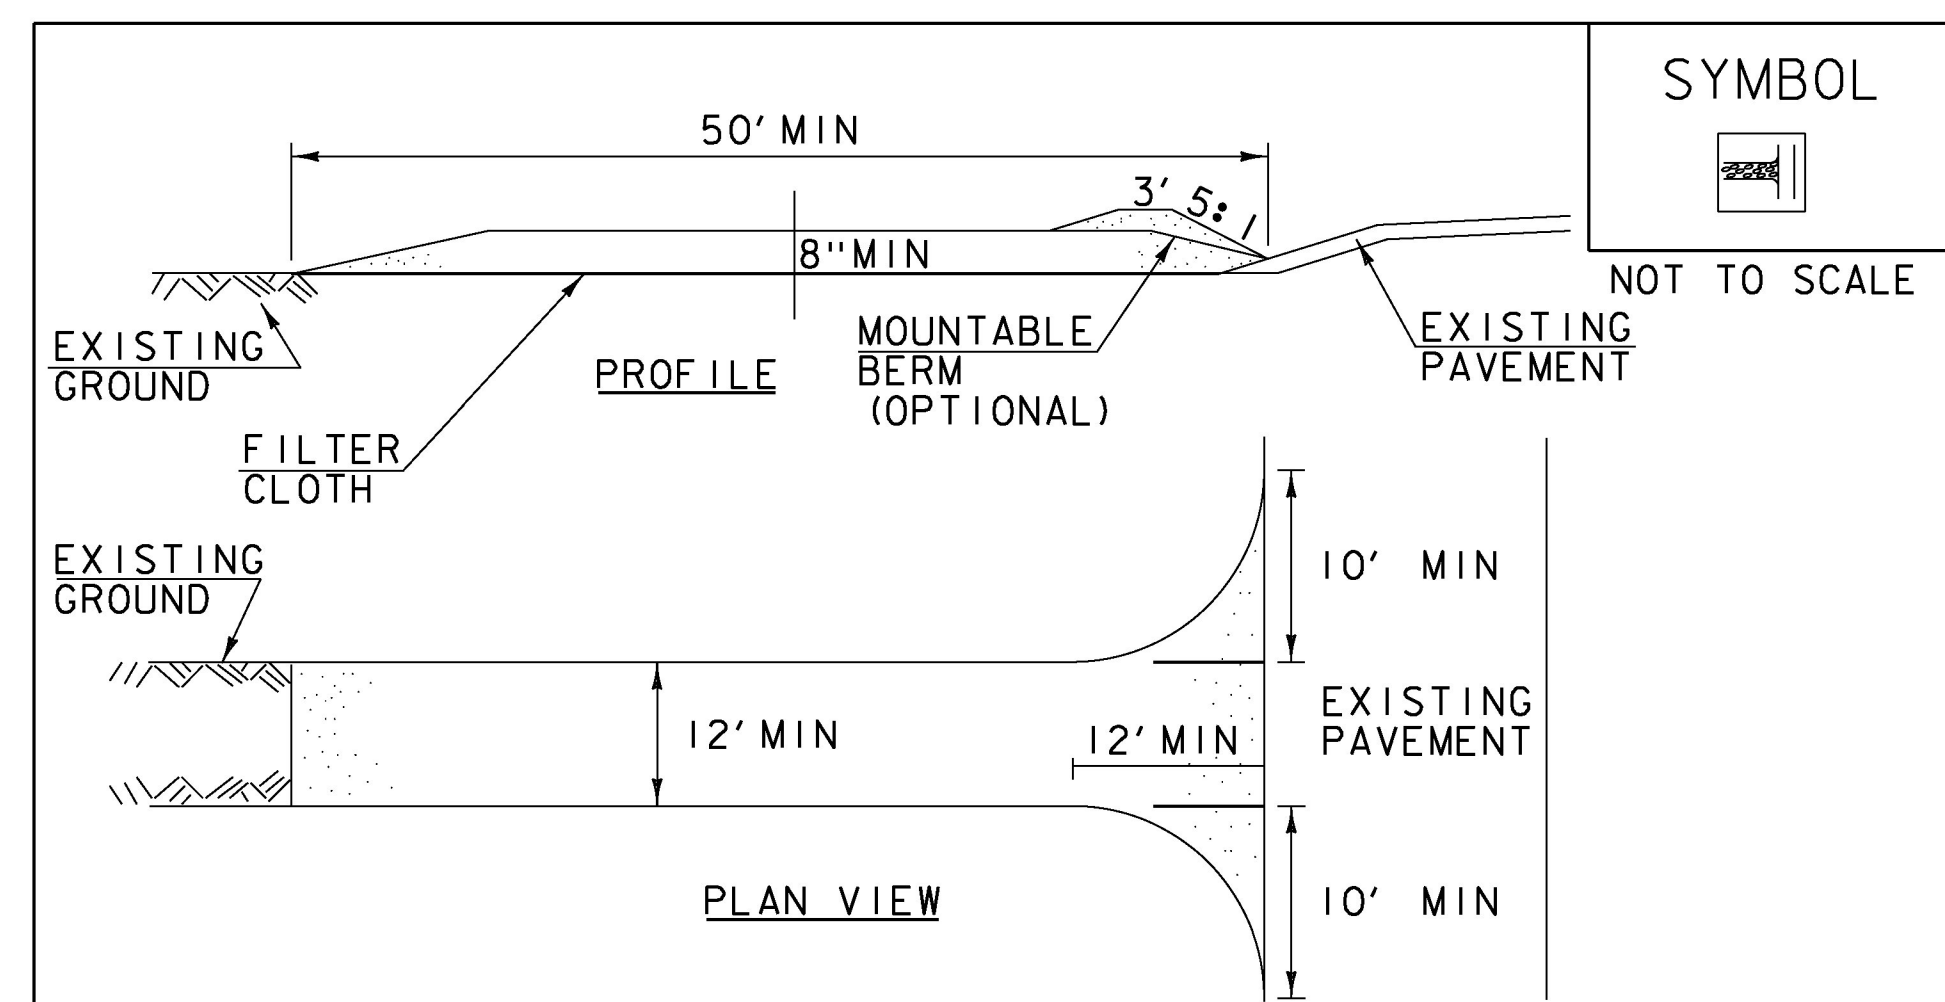 SYMBOL
NOT TO SCALE
50' MIN
3' 5:1
8" MIN
EXISTING
GROUND
PROFILE
MOUNTABLE
BERM
(OPTIONAL)
EXISTING
PAVEMENT
FILTER
CLOTH
EXISTING
GROUND
10' MIN
12' MIN
12' MIN
EXISTING
PAVEMENT
PLAN VIEW
10' MIN